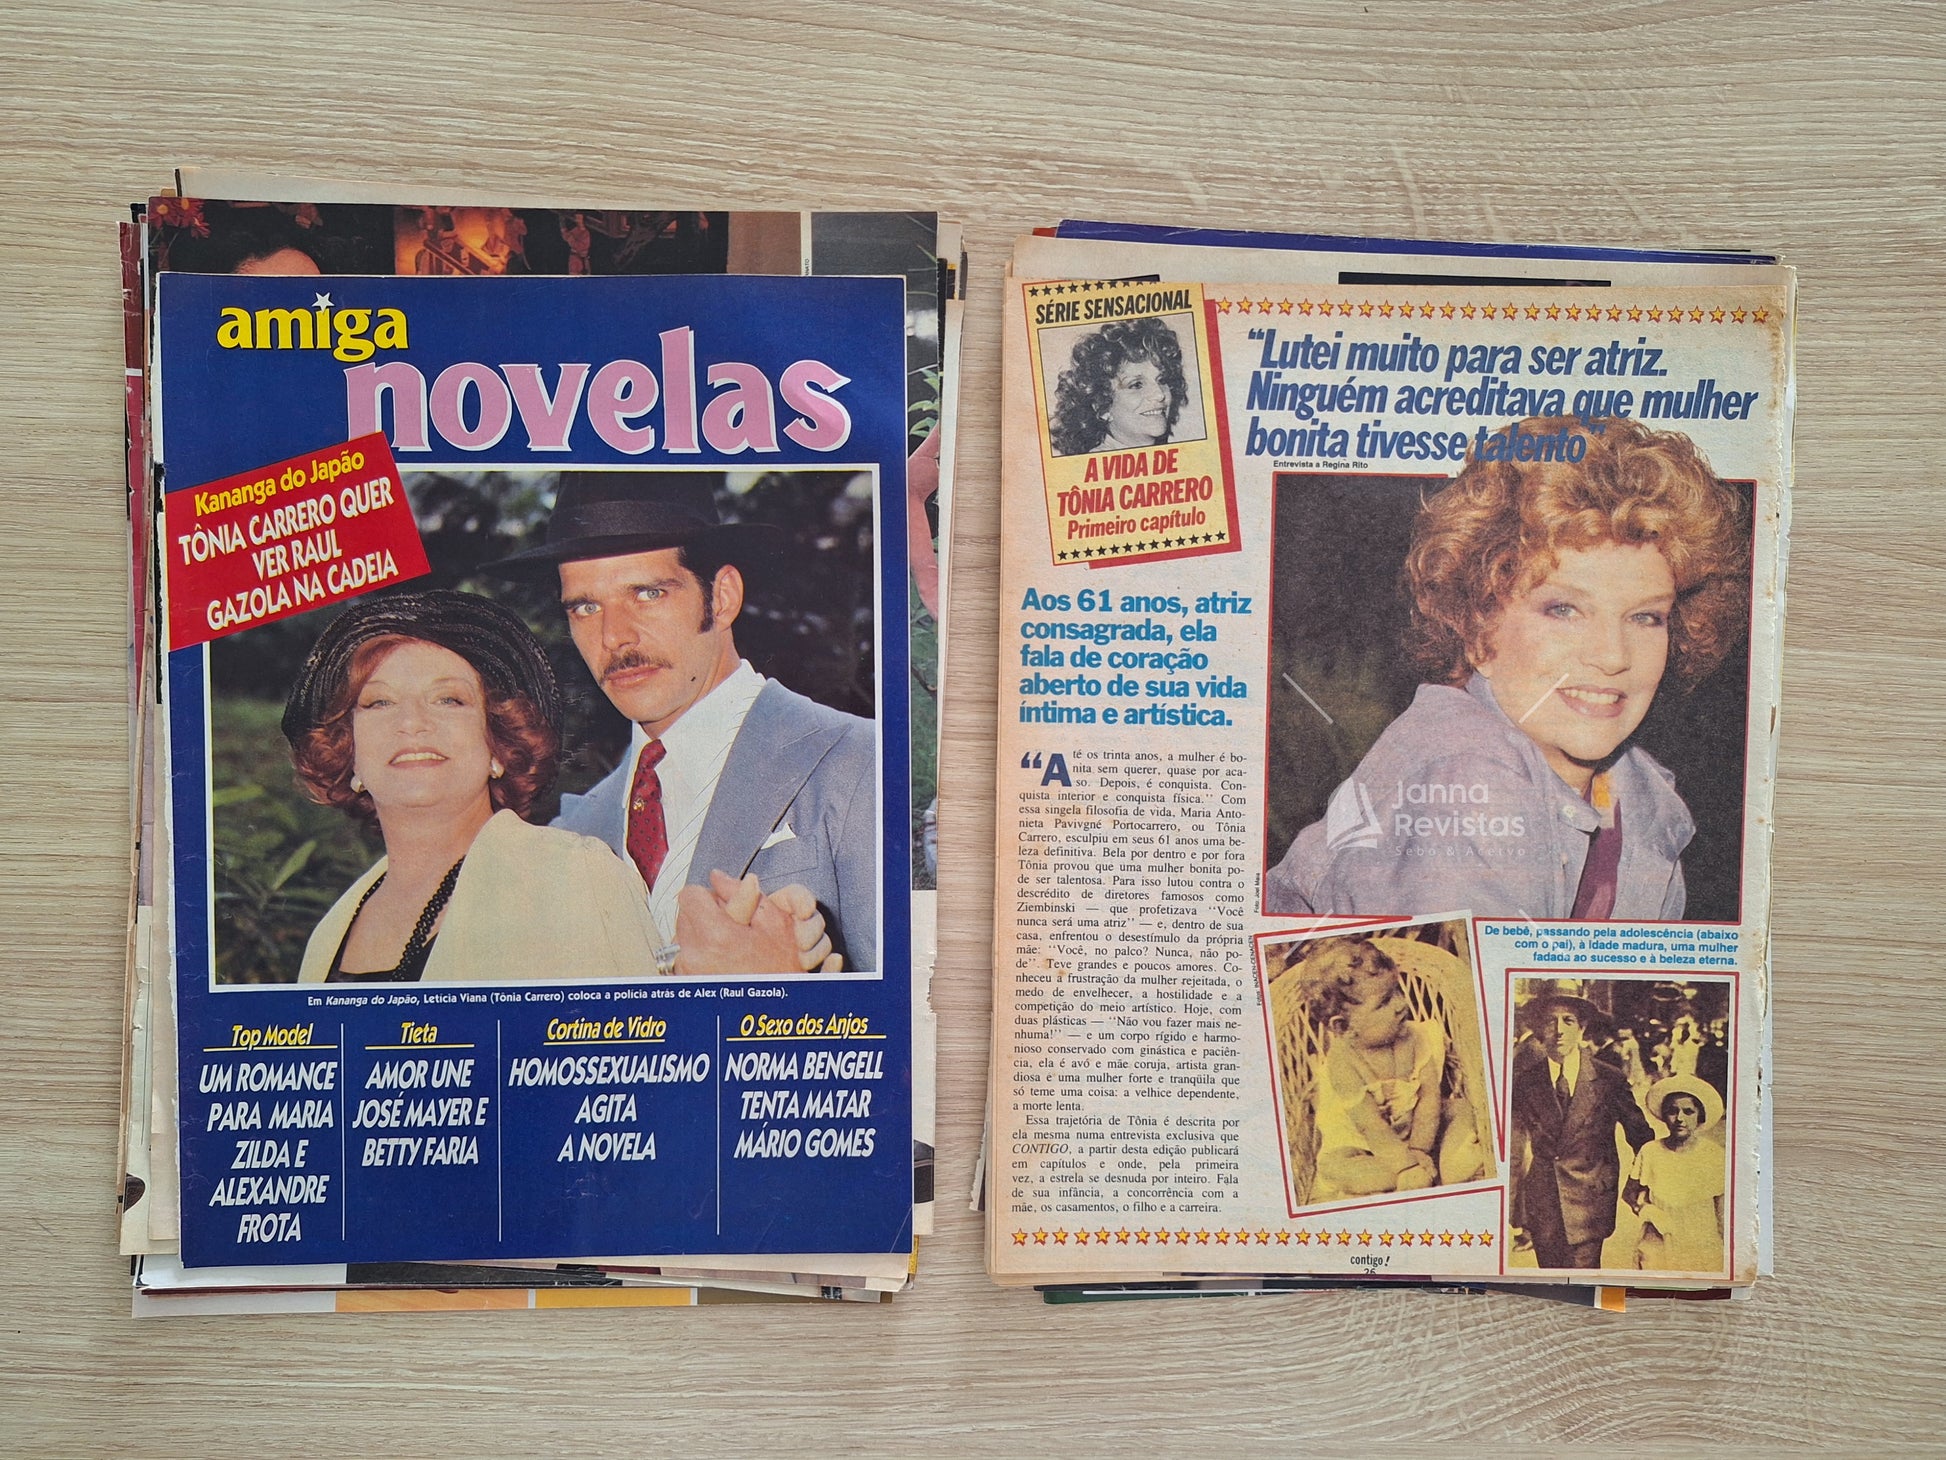 amiga
novelas
Kananga do Japão
TÔNIA CARRERO QUER
VER RAUL
GAZOLA NA CADEIA
Em Kananga do Japão, Letícia Viana (Tônia Carrero) coloca a polícia atrás de Alex (Raul Gazola).
Top Model
UM ROMANCE
PARA MARIA
ZILDA E
ALEXANDRE
FROTA
Tieta
AMOR UNE
JOSÉ MAYER E
BETTY FARIA
Cortina de Vidro
HOMOSSEXUALISMO
AGITA
A NOVELA
O Sexo dos Anjos
NORMA BENGELL
TENTA MATAR
MÁRIO GOMES
SÉRIE SENSACIONAL
A VIDA DE
TÔNIA CARRERO
Primeiro capítulo
“Lutei muito para ser atriz.
Ninguém acreditava que mulher
bonita tivesse talento”
Entrevista a Regina Rito
Aos 61 anos, atriz
consagrada, ela
fala de coração
aberto de sua vida
íntima e artística.
“Até os trinta anos, a mulher é bo-
nita sem querer, quase por aca-
so. Depois, é conquista. Con-
quista interior e conquista física.” Com
essa singela filosofia de vida, Maria Anto-
nieta Pavivgné Portocarrero, ou Tônia
Carrero, esculpiu em seus 61 anos uma be-
leza definitiva. Bela por dentro e por fora
Tônia provou que uma mulher bonita po-
de ser talentosa. Para isso lutou contra o
descrédito de diretores famosos como
Ziembinski — que profetizava “Você
nunca será uma atriz” — e, dentro de sua
casa, enfrentou o desestímulo da própria
mãe: “Você, no palco? Nunca, não po-
de”. Teve grandes e poucos amores. Co-
nheceu a frustração da mulher rejeitada, o
medo de envelhecer, a hostilidade e a
competição do meio artístico. Hoje, com
duas plásticas — “Não vou fazer mais ne-
nhuma!” — e um corpo rígido e harmo-
nioso conservado com ginástica e paciên-
cia, ela é avó e mãe coruja, artista gran-
diosa e uma mulher forte e tranqüila que
só teme uma coisa: a velhice dependente,
a morte lenta.
Essa trajetória de Tônia é descrita por
ela mesma numa entrevista exclusiva que
CONTIGO, a partir desta edição publicará
em capítulos e onde, pela primeira
vez, a estrela se desnuda por inteiro. Fala
de sua infância, a concorrência com a
mãe, os casamentos, o filho e a carreira.
Foto: Joel Maia
Janna
Revistas
Sebo & Acervo
De bebê, passando pela adolescência (abaixo
com o pai), à idade madura, uma mulher
fadada ao sucesso e à beleza eterna.
contigo!
26